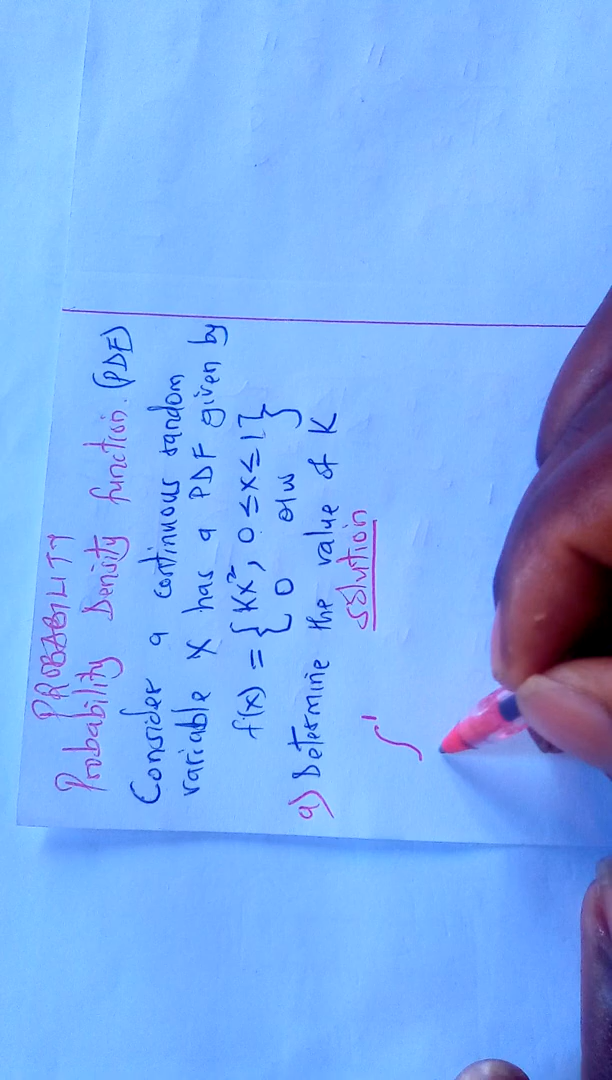 PROBABILITY
Probability Density function. (PDF)
Consider a continuous random
variable X has a PDF given by
f(x) = { Kx², 0 ≤ x ≤ 1 }
0 o/w
a) Determine the value of K
solution
∫¹